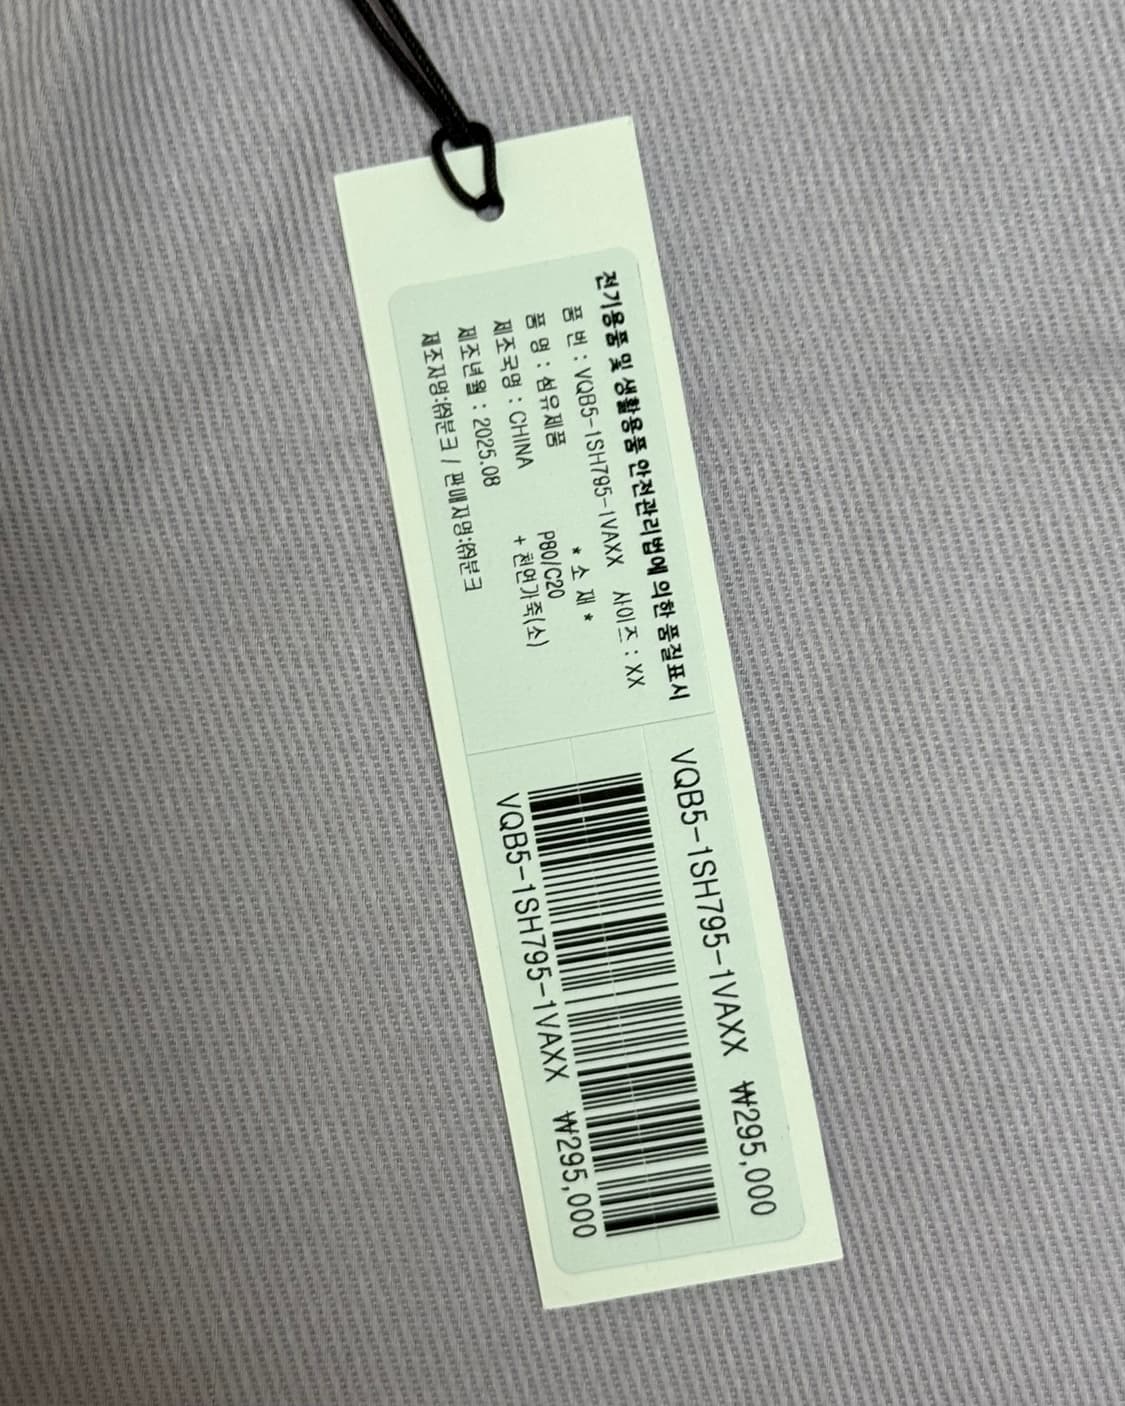 전기용품 및 생활용품 안전관리법에 의한 품질표시
품 번 : VQB5-1SH795-1VAXX 사이즈 : XX
품 명 : 섬유제품 * 소 재 *
제조국명 : CHINA P80/C20
제조년월 : 2025.08 + 천연가죽(소)
제조자명:㈜분크 / 판매자명:㈜분크
VQB5-1SH795-1VAXX ₩295,000
VQB5-1SH795-1VAXX ₩295,000